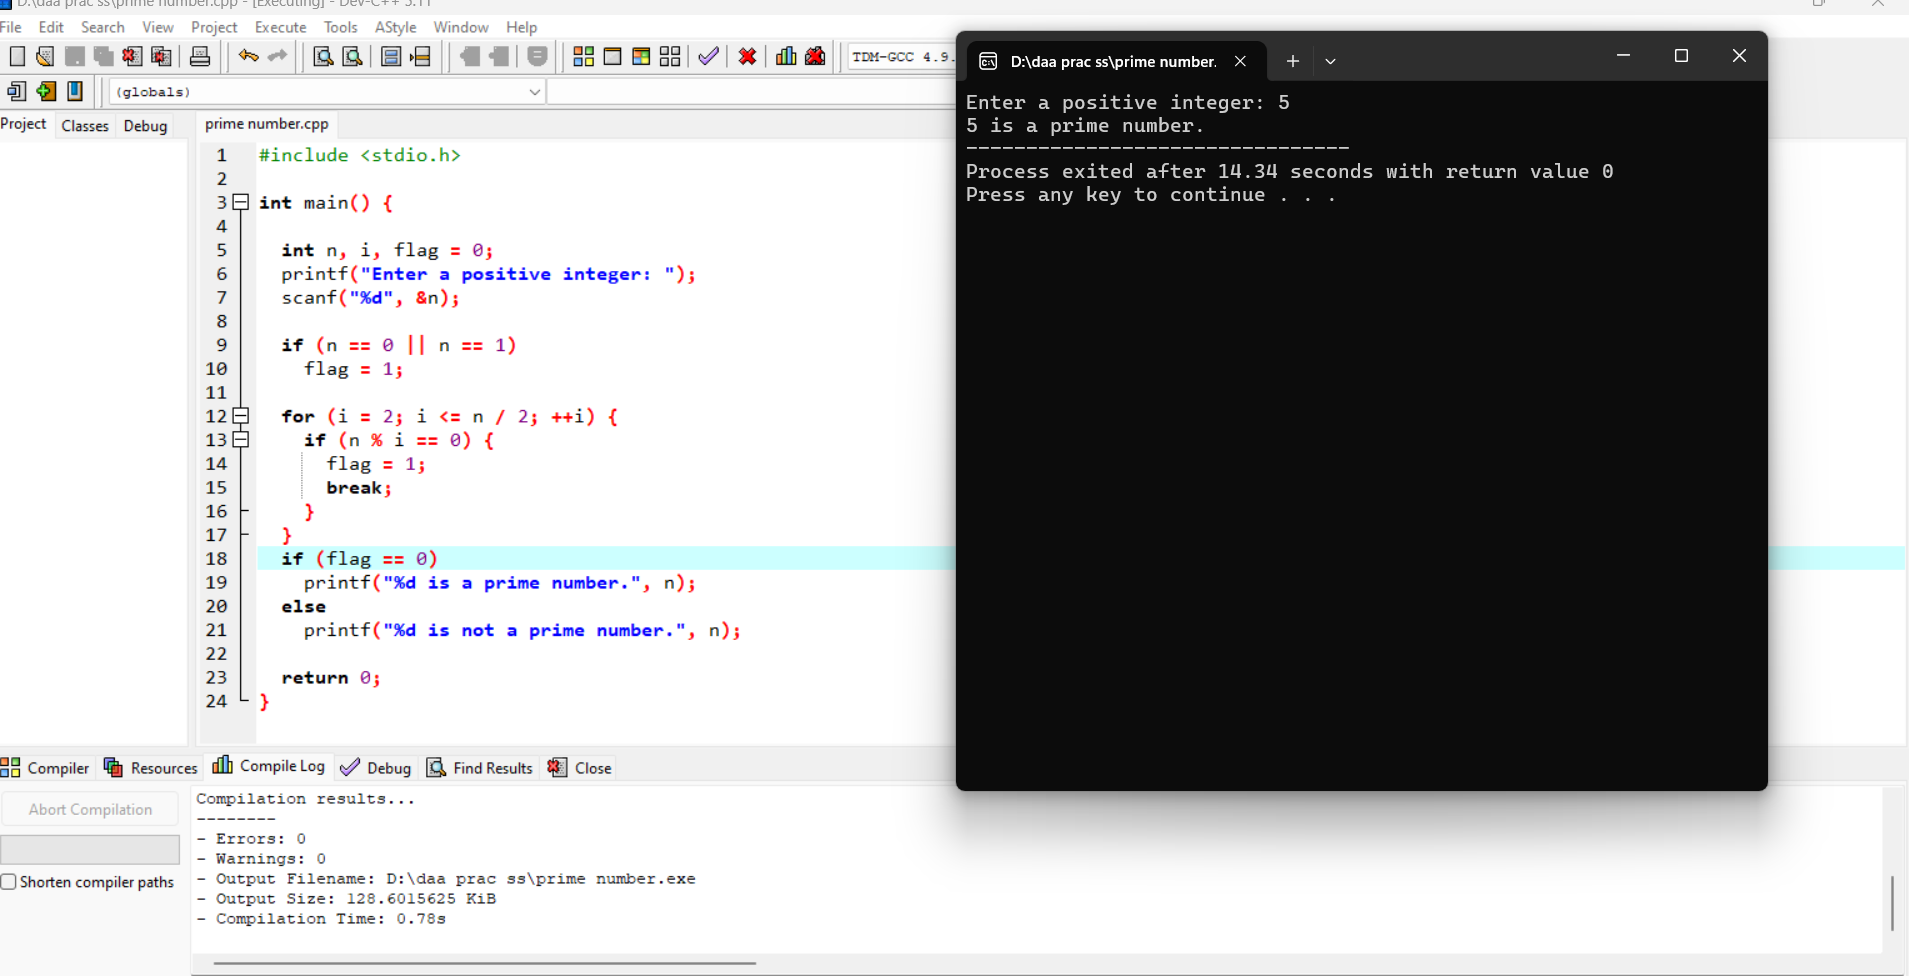 D:\daa prac ss\prime number.cpp - [Executing] - Dev-C++ 5.11
File Edit Search View Project Execute Tools AStyle Window Help
TDM-GCC 4.9.
(globals)
Project Classes Debug
prime number.cpp
1 #include <stdio.h>
2
3 int main() {
4
5 int n, i, flag = 0;
6 printf("Enter a positive integer: ");
7 scanf("%d", &n);
8
9 if (n == 0 || n == 1)
10 flag = 1;
11
12 for (i = 2; i <= n / 2; ++i) {
13 if (n % i == 0) {
14 flag = 1;
15 break;
16 }
17 }
18 if (flag == 0)
19 printf("%d is a prime number.", n);
20 else
21 printf("%d is not a prime number.", n);
22
23 return 0;
24 }
D:\daa prac ss\prime number.
Enter a positive integer: 5
5 is a prime number.
--------------------------------
Process exited after 14.34 seconds with return value 0
Press any key to continue . . .
Compiler Resources Compile Log Debug Find Results Close
Abort Compilation
Shorten compiler paths
Compilation results...
--------
- Errors: 0
- Warnings: 0
- Output Filename: D:\daa prac ss\prime number.exe
- Output Size: 128.6015625 KiB
- Compilation Time: 0.78s